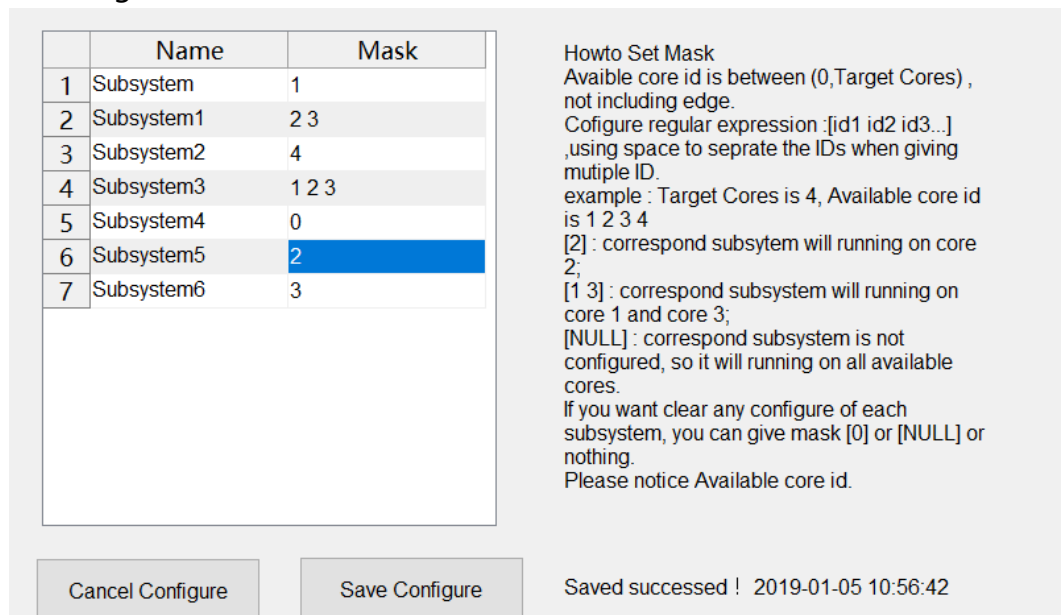 Name Mask
1 Subsystem 1
2 Subsystem1 2 3
3 Subsystem2 4
4 Subsystem3 1 2 3
5 Subsystem4 0
6 Subsystem5 2
7 Subsystem6 3
Howto Set Mask
Avaible core id is between (0,Target Cores) ,
not including edge.
Cofigure regular expression :[id1 id2 id3...]
,using space to seprate the IDs when giving
mutiple ID.
example : Target Cores is 4, Available core id
is 1 2 3 4
[2] : correspond subsytem will running on core
2;
[1 3] : correspond subsystem will running on
core 1 and core 3;
[NULL] : correspond subsystem is not
configured, so it will running on all available
cores.
If you want clear any configure of each
subsystem, you can give mask [0] or [NULL] or
nothing.
Please notice Available core id.
Cancel Configure Save Configure Saved successed ! 2019-01-05 10:56:42